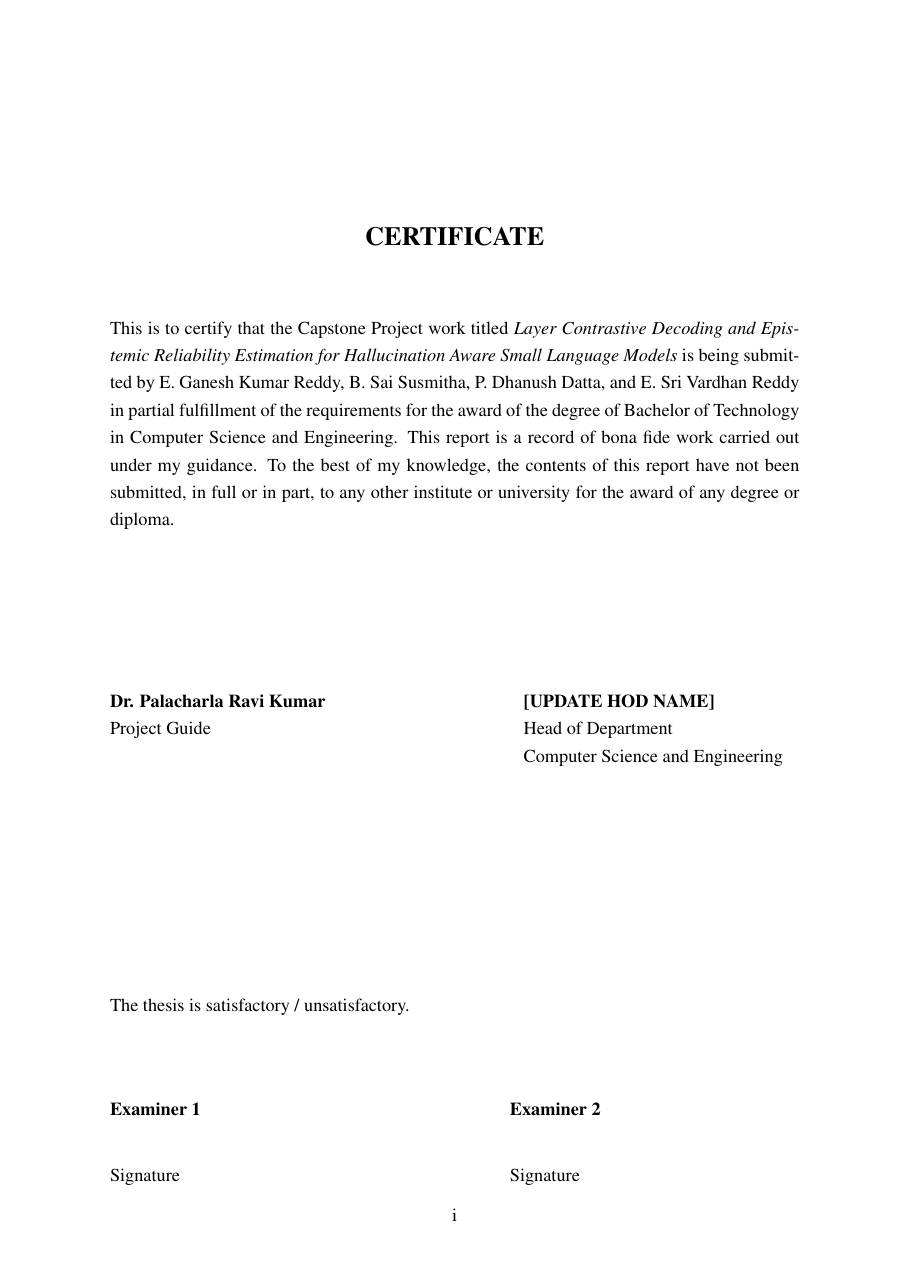 CERTIFICATE
This is to certify that the Capstone Project work titled Layer Contrastive Decoding and Epis-
temic Reliability Estimation for Hallucination Aware Small Language Models is being submit-
ted by E. Ganesh Kumar Reddy, B. Sai Susmitha, P. Dhanush Datta, and E. Sri Vardhan Reddy
in partial fulfillment of the requirements for the award of the degree of Bachelor of Technology
in Computer Science and Engineering. This report is a record of bona fide work carried out
under my guidance. To the best of my knowledge, the contents of this report have not been
submitted, in full or in part, to any other institute or university for the award of any degree or
diploma.
Dr. Palacharla Ravi Kumar
Project Guide
[UPDATE HOD NAME]
Head of Department
Computer Science and Engineering
The thesis is satisfactory / unsatisfactory.
Examiner 1
Examiner 2
Signature
Signature
i